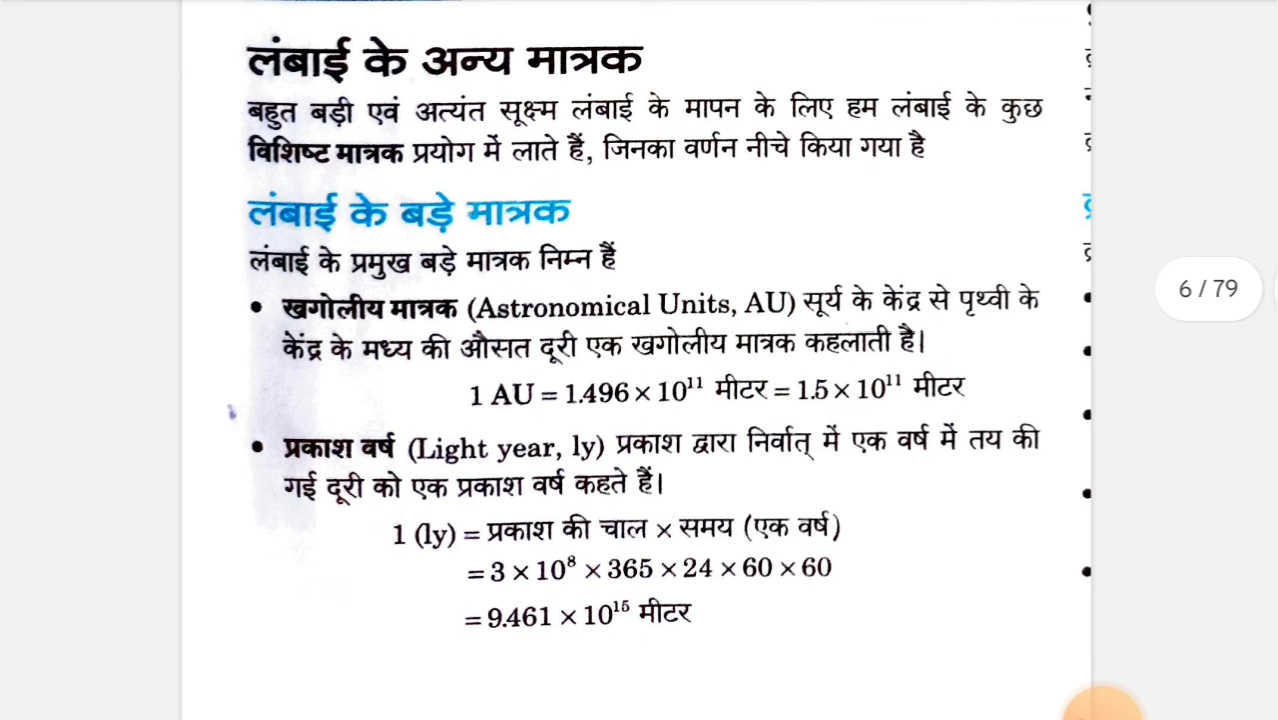 लंबाई के अन्य मात्रक
बहुत बड़ी एवं अत्यंत सूक्ष्म लंबाई के मापन के लिए हम लंबाई के कुछ
विशिष्ट मात्रक प्रयोग में लाते हैं, जिनका वर्णन नीचे किया गया है
लंबाई के बड़े मात्रक
लंबाई के प्रमुख बड़े मात्रक निम्न हैं
• खगोलीय मात्रक (Astronomical Units, AU) सूर्य के केंद्र से पृथ्वी के
केंद्र के मध्य की औसत दूरी एक खगोलीय मात्रक कहलाती है।
1 AU = 1.496 × 10¹¹ मीटर = 1.5 × 10¹¹ मीटर
• प्रकाश वर्ष (Light year, ly) प्रकाश द्वारा निर्वात् में एक वर्ष में तय की
गई दूरी को एक प्रकाश वर्ष कहते हैं।
1 (ly) = प्रकाश की चाल × समय (एक वर्ष)
= 3 × 10⁸ × 365 × 24 × 60 × 60
= 9.461 × 10¹⁵ मीटर
6 / 79